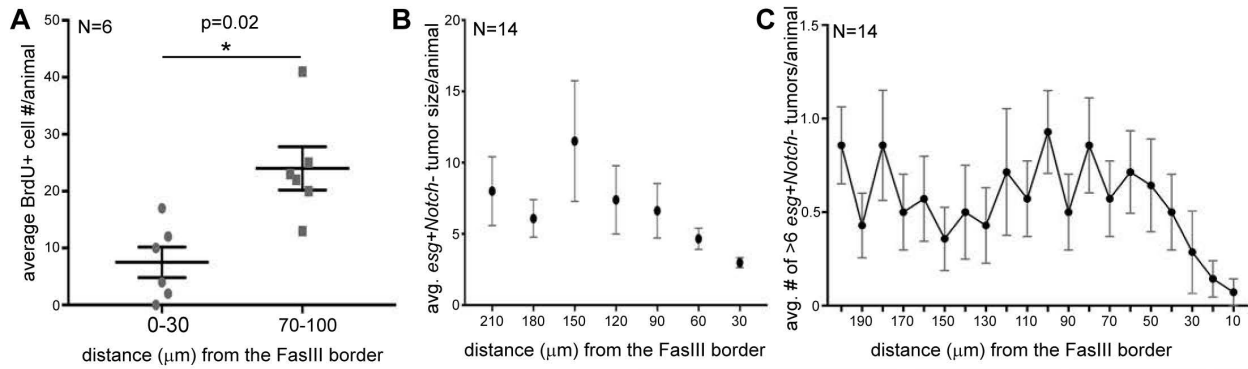 A
N=6
p=0.02
*
average BrdU+ cell #/animal
50
40
30
20
10
0
0-30
70-100
distance (μm) from the FasIII border
B
N=14
avg. esg+Notch- tumor size/animal
20
15
10
5
0
210
180
150
120
90
60
30
distance (μm) from the FasIII border
C
N=14
avg. # of >6 esg+Notch- tumors/animal
1.5
1.0
0.5
0.0
190
170
150
130
110
90
70
50
30
10
distance (μm) from the FasIII border